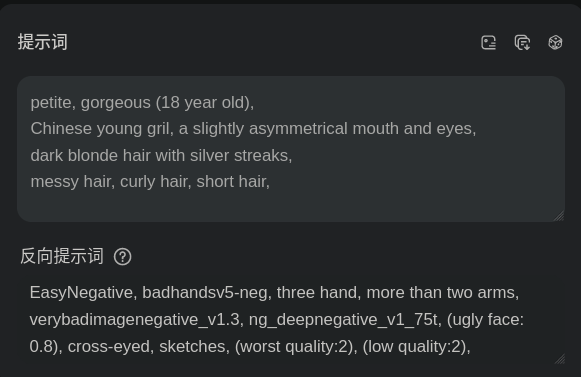 提示词
petite, gorgeous (18 year old),
Chinese young gril, a slightly asymmetrical mouth and eyes,
dark blonde hair with silver streaks,
messy hair, curly hair, short hair,
反向提示词
EasyNegative, badhandsv5-neg, three hand, more than two arms,
verybadimagenegative_v1.3, ng_deepnegative_v1_75t, (ugly face:
0.8), cross-eyed, sketches, (worst quality:2), (low quality:2),